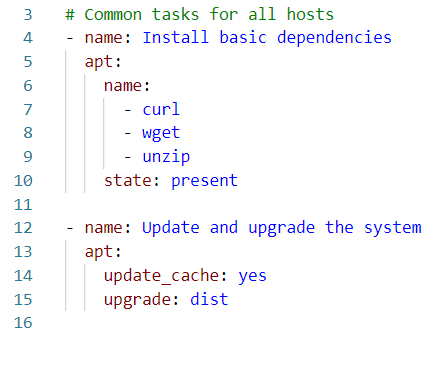 3 # Common tasks for all hosts
4 - name: Install basic dependencies
5 apt:
6 name:
7 - curl
8 - wget
9 - unzip
10 state: present
11
12 - name: Update and upgrade the system
13 apt:
14 update_cache: yes
15 upgrade: dist
16